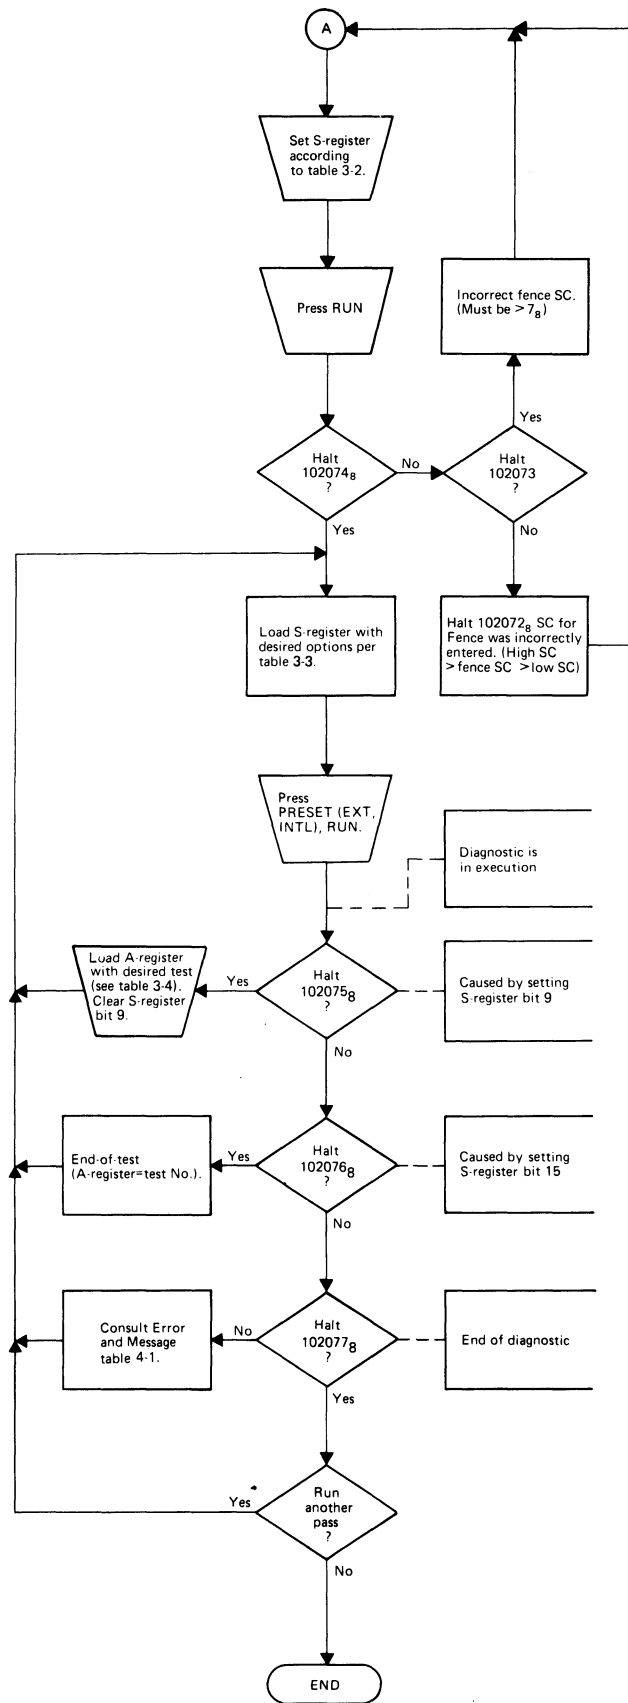 A
Set S-register
according
to table 3-2.
Press RUN
Incorrect fence SC.
(Must be > 7₈)
Yes
Halt
102074₈
?
No
Halt
102073
?
Yes
No
Load S-register with
desired options per
table 3-3.
Halt 102072₈ SC for
Fence was incorrectly
entered. (High SC
> fence SC > low SC)
Press
PRESET (EXT,
INTL), RUN.
Diagnostic is
in execution
Load A-register
with desired test
(see table 3-4).
Clear S-register
bit 9.
Yes
Halt
102075₈
?
Caused by setting
S-register bit 9
No
End-of-test
(A-register=test No.).
Yes
Halt
102076₈
?
Caused by setting
S-register bit 15
No
Consult Error
and Message
table 4-1.
No
Halt
102077₈
?
End of diagnostic
Yes
Yes
Run
another
pass
?
No
END